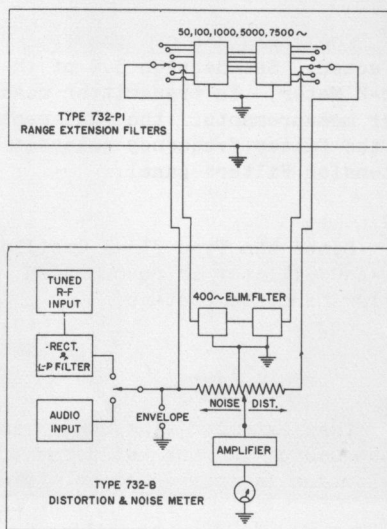 50, 100, 1000, 5000, 7500 ~
TYPE 732-P1
RANGE EXTENSION FILTERS
TUNED
R-F
INPUT
400~ ELIM. FILTER
RECT.
&
L-P FILTER
ENVELOPE
NOISE DIST.
AUDIO
INPUT
AMPLIFIER
TYPE 732-B
DISTORTION & NOISE METER